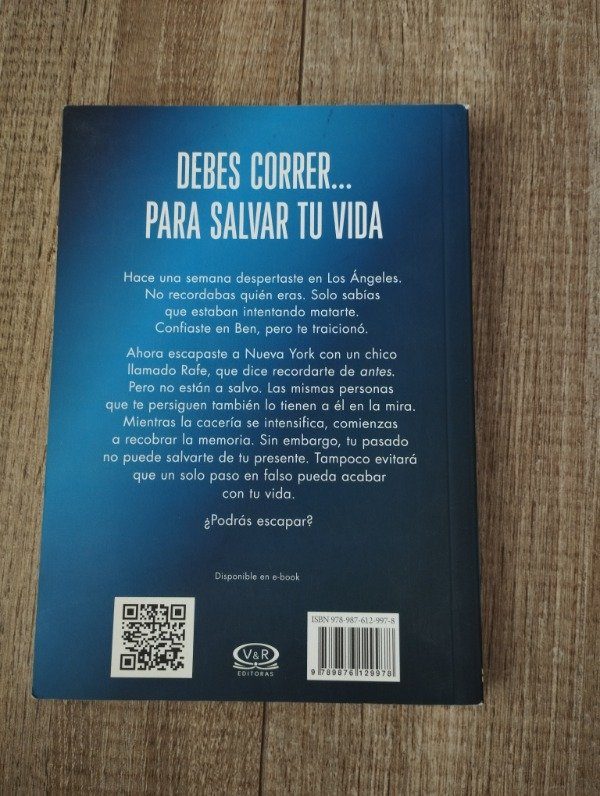 DEBES CORRER...
PARA SALVAR TU VIDA
Hace una semana despertaste en Los Ángeles.
No recordabas quién eras. Solo sabías
que estaban intentando matarte.
Confiaste en Ben, pero te traicionó.
Ahora escapaste a Nueva York con un chico
llamado Rafe, que dice recordarte de antes.
Pero no están a salvo. Las mismas personas
que te persiguen también lo tienen a él en la mira.
Mientras la cacería se intensifica, comienzas
a recobrar la memoria. Sin embargo, tu pasado
no puede salvarte de tu presente. Tampoco evitará
que un solo paso en falso pueda acabar
con tu vida.
¿Podrás escapar?
Disponible en e-book
V&R
EDITORAS
ISBN 978-987-612-997-8
9 789876 129978